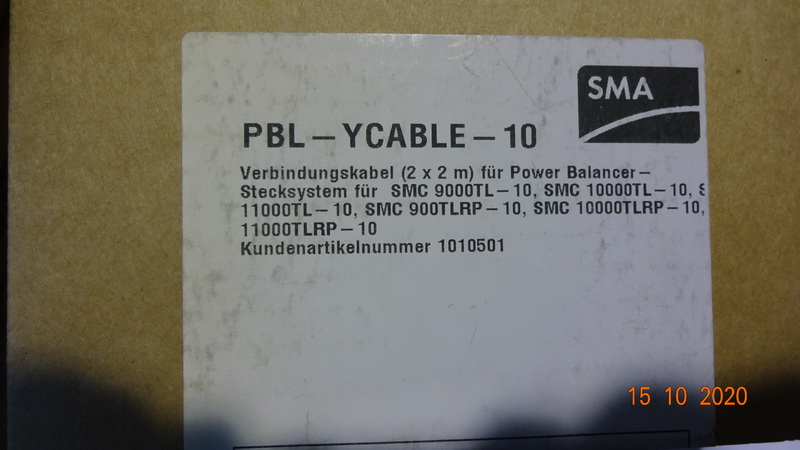 SMA
PBL-YCABLE-10
Verbindungskabel (2 x 2 m) für Power Balancer-
Stecksystem für SMC 9000TL-10, SMC 10000TL-10, S
11000TL-10, SMC 900TLRP-10, SMC 10000TLRP-10,
11000TLRP-10
Kundenartikelnummer 1010501
15 10 2020